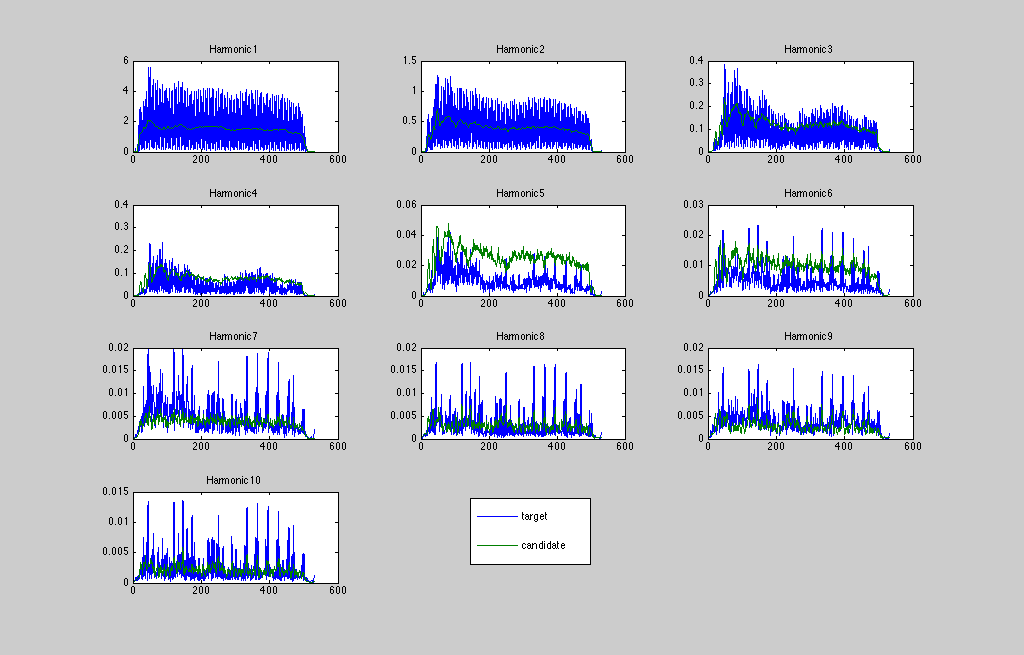 Harmonic1 Harmonic2 Harmonic3
6 1.5 0.4
4 1 0.3
0.2
2 0.5 0.1
0 0 0
0 200 400 600 0 200 400 600 0 200 400 600
Harmonic4 Harmonic5 Harmonic6
0.4 0.06 0.03
0.3 0.04 0.02
0.2
0.1 0.02 0.01
0 0 0
0 200 400 600 0 200 400 600 0 200 400 600
Harmonic7 Harmonic8 Harmonic9
0.02 0.02 0.02
0.015 0.015 0.015
0.01 0.01 0.01
0.005 0.005 0.005
0 0 0
0 200 400 600 0 200 400 600 0 200 400 600
Harmonic10
0.015
0.01
0.005
0
0 200 400 600
target
candidate